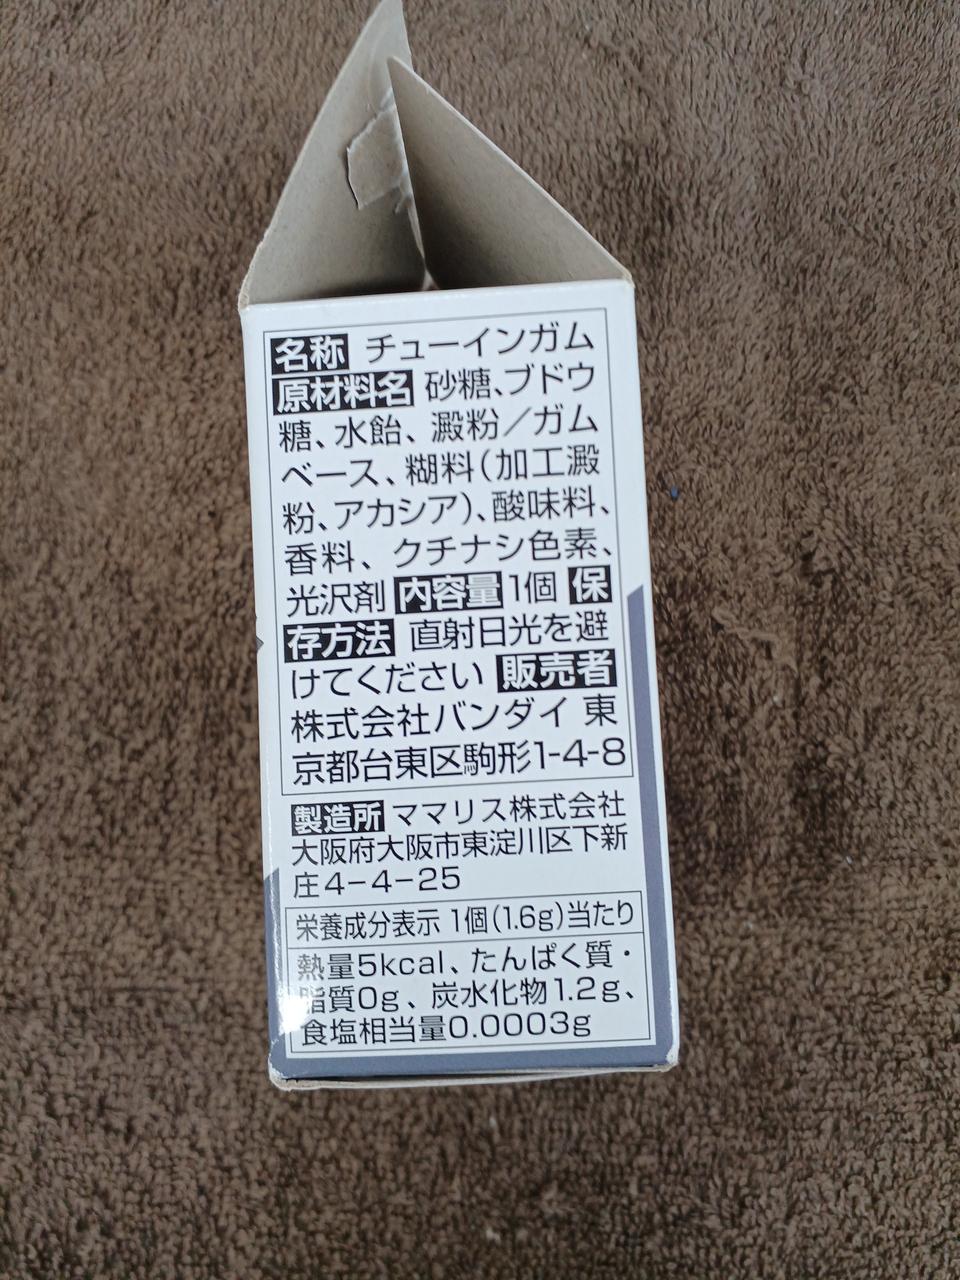 名称 チューインガム
原材料名 砂糖、ブドウ
糖、水飴、澱粉／ガム
ベース、糊料（加工澱
粉、アカシア）、酸味料、
香料、クチナシ色素、
光沢剤 内容量 1個 保
存方法 直射日光を避
けてください 販売者
株式会社バンダイ 東
京都台東区駒形1-4-8
製造所 ママリス株式会社
大阪府大阪市東淀川区下新
庄4−4−25
栄養成分表示 1個(1.6g)当たり
熱量5kcal、たんぱく質・
脂質0g、炭水化物1.2g、
食塩相当量0.0003g